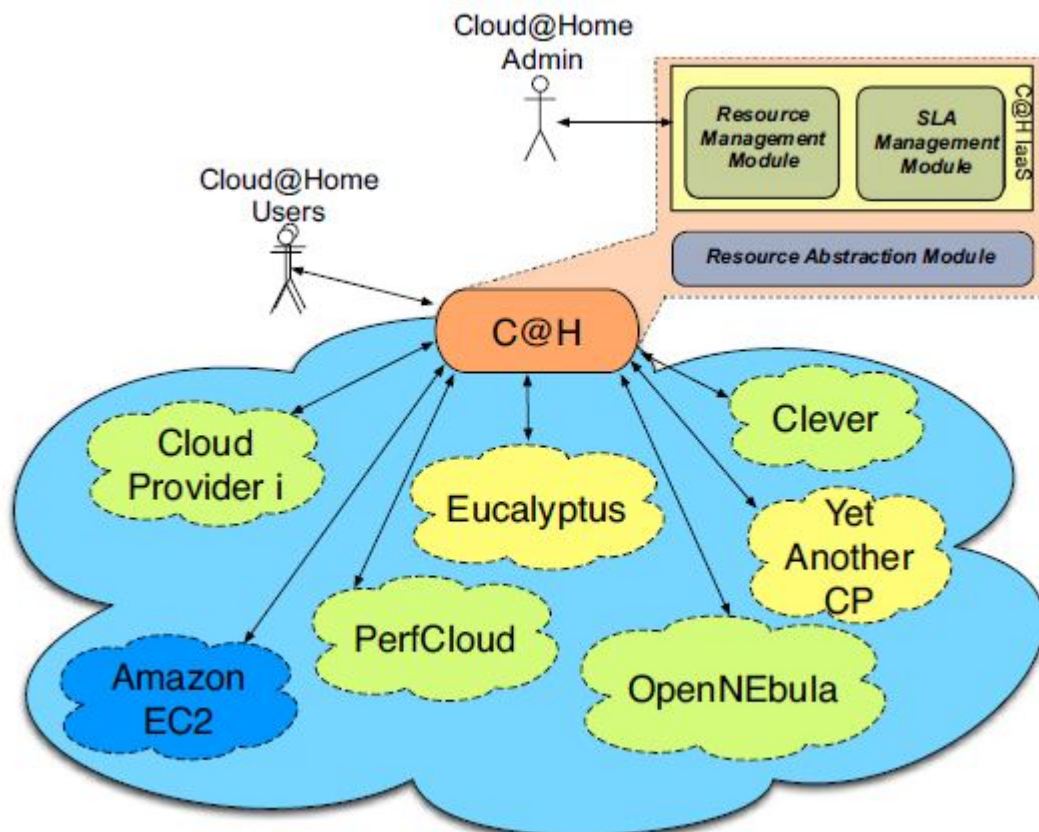 Cloud@Home
Admin
Resource
Management
Module
SLA
Management
Module
C@H IaaS
Cloud@Home
Users
Resource Abstraction Module
C@H
Cloud
Provider i
Clever
Eucalyptus
Yet
Another
CP
PerfCloud
Amazon
EC2
OpenNEbula